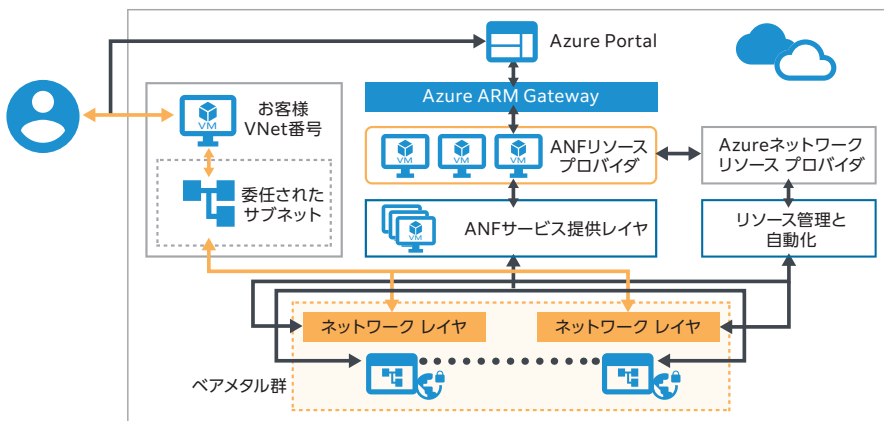 Azure Portal
Azure ARM Gateway
VM
お客様
VNet番号
VM
VM
VM
ANFリソース
プロバイダ
Azureネットワーク
リソース プロバイダ
委任された
サブネット
VM
ANFサービス提供レイヤ
リソース管理と
自動化
ネットワーク レイヤ
ネットワーク レイヤ
ベアメタル群